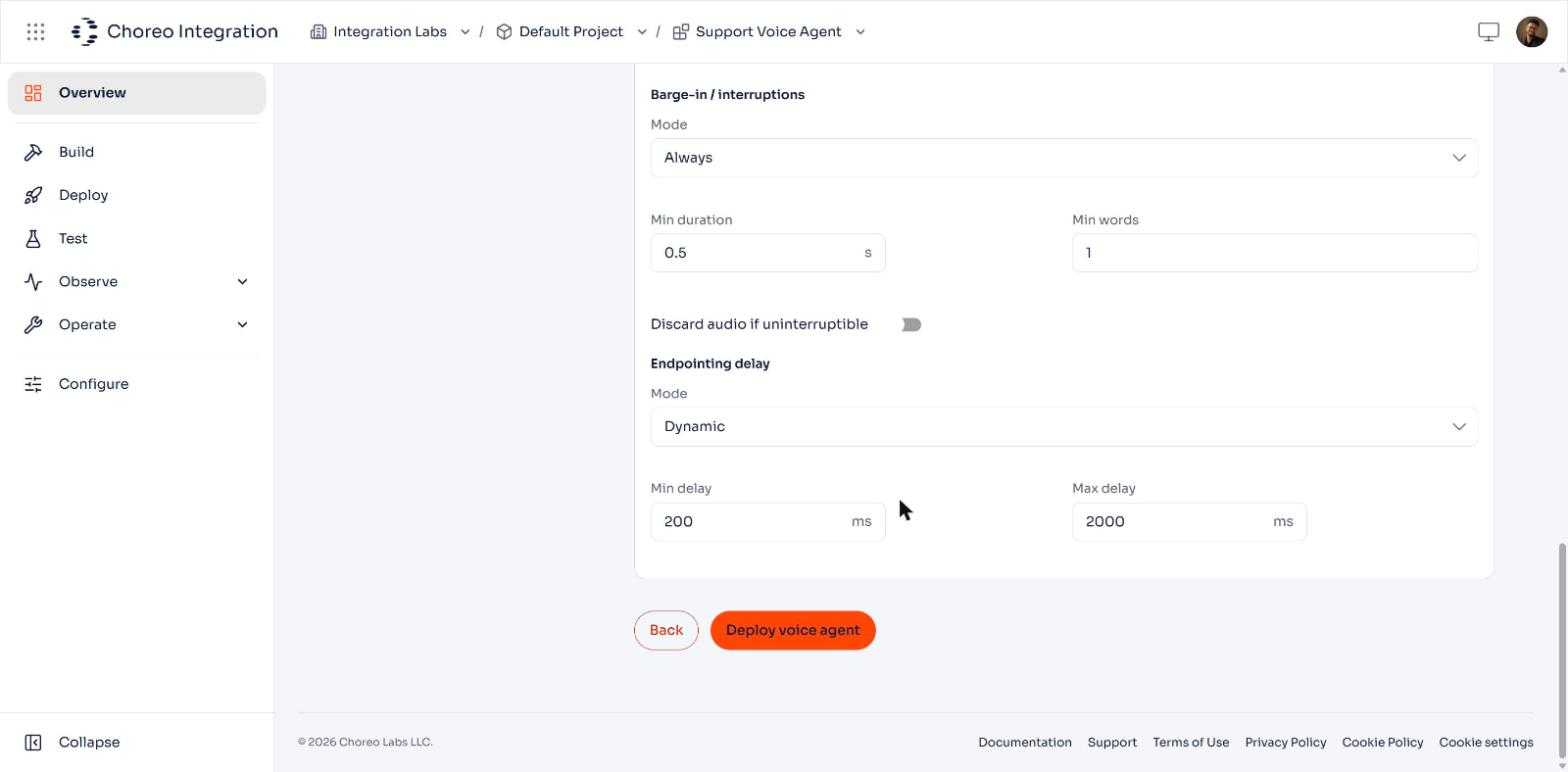 Choreo Integration
Integration Labs / Default Project / Support Voice Agent
Overview
Build
Deploy
Test
Observe
Operate
Configure
Collapse
Barge-in / interruptions
Mode
Always
Min duration Min words
0.5 s 1
Discard audio if uninterruptible
Endpointing delay
Mode
Dynamic
Min delay Max delay
200 ms 2000 ms
Back Deploy voice agent
© 2026 Choreo Labs LLC. Documentation Support Terms of Use Privacy Policy Cookie Policy Cookie settings